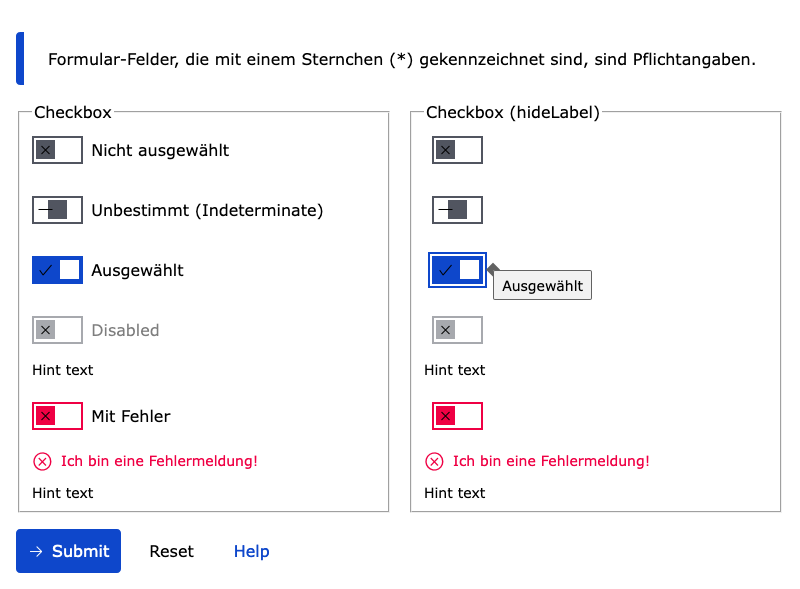 Formular-Felder, die mit einem Sternchen (*) gekennzeichnet sind, sind Pflichtangaben.
Checkbox
Nicht ausgewählt
Unbestimmt (Indeterminate)
Ausgewählt
Disabled
Hint text
Mit Fehler
Ich bin eine Fehlermeldung!
Hint text
Checkbox (hideLabel)
Ausgewählt
Hint text
Ich bin eine Fehlermeldung!
Hint text
Submit
Reset
Help